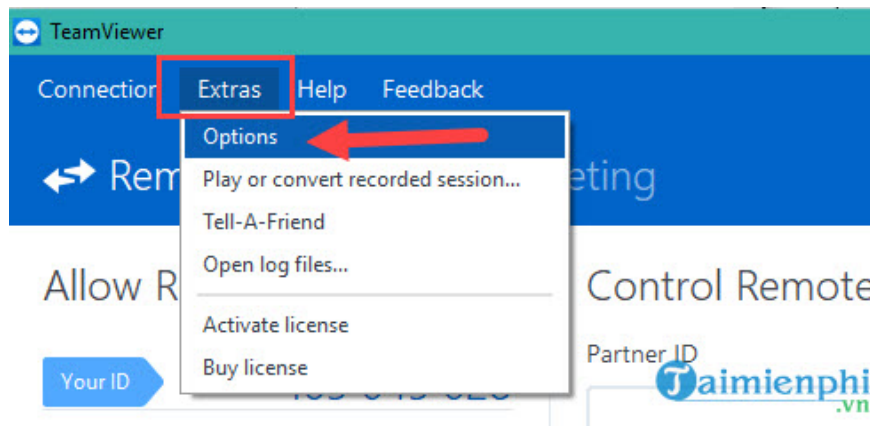 TeamViewer
Connection Extras Help Feedback
Options
Play or convert recorded session...
Tell-A-Friend
Open log files...
Activate license
Buy license
Rem
eting
Allow R
Your ID
Control Remote
Partner ID
Taimienphi
.vn